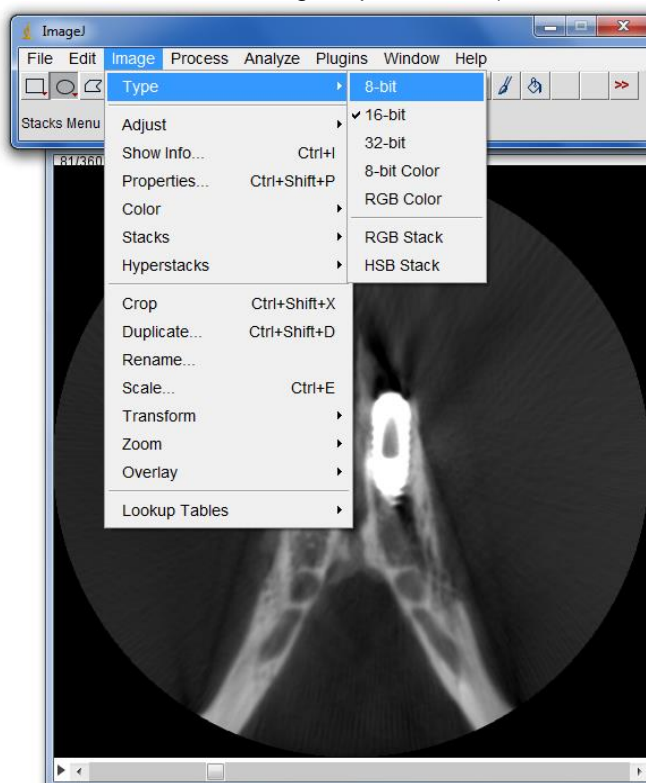 ImageJ
File Edit Image Process Analyze Plugins Window Help
>>
Stacks Menu
81/360
Type
Adjust
Show Info... Ctrl+I
Properties... Ctrl+Shift+P
Color
Stacks
Hyperstacks
Crop Ctrl+Shift+X
Duplicate... Ctrl+Shift+D
Rename...
Scale... Ctrl+E
Transform
Zoom
Overlay
Lookup Tables
8-bit
✓ 16-bit
32-bit
8-bit Color
RGB Color
RGB Stack
HSB Stack